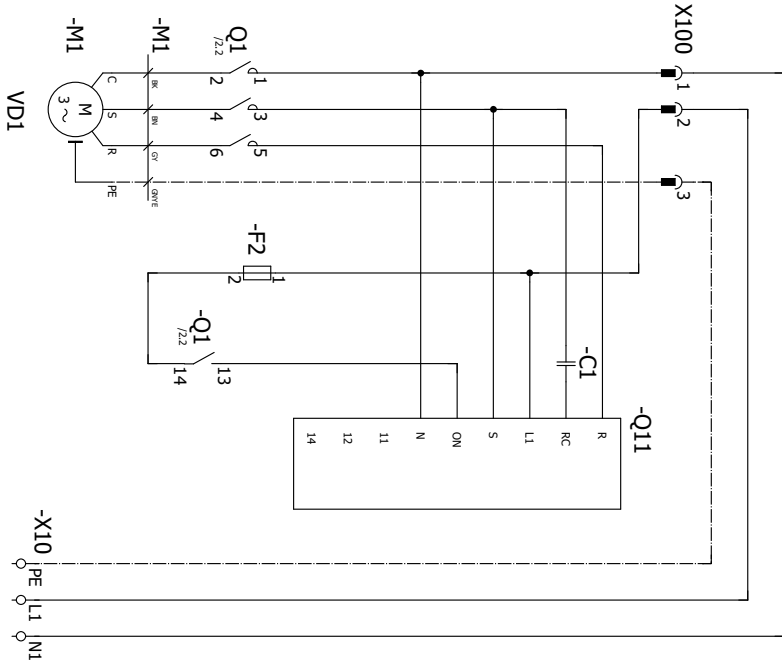 X100
1
2
3
Q1
/2.2
1
2
3
4
5
6
-M1
BK
BN
GY
GNYE
-M1
C
S
R
PE
M
3 ~
VD1
-F2
1
2
-Q1
/2.2
13
14
-C1
-Q11
R
RC
L1
S
ON
N
11
12
14
-X10
PE
L1
N1